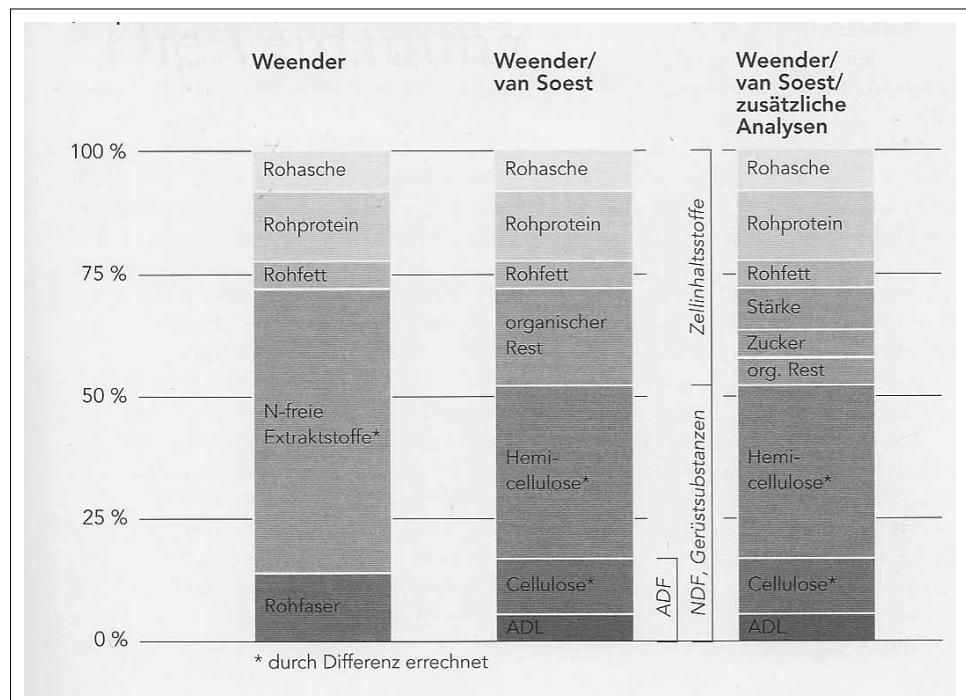 Weender
Weender/
van Soest
Weender/
van Soest/
zusätzliche
Analysen
100 %
75 %
50 %
25 %
0 %
Rohasche
Rohprotein
Rohfett
N-freie
Extraktstoffe*
Rohfaser
Rohasche
Rohprotein
Rohfett
organischer
Rest
Hemi-
cellulose*
Cellulose*
ADL
ADF
NDF, Gerüstsubstanzen
Zellinhaltsstoffe
Rohasche
Rohprotein
Rohfett
Stärke
Zucker
org. Rest
Hemi-
cellulose*
Cellulose*
ADL
* durch Differenz errechnet